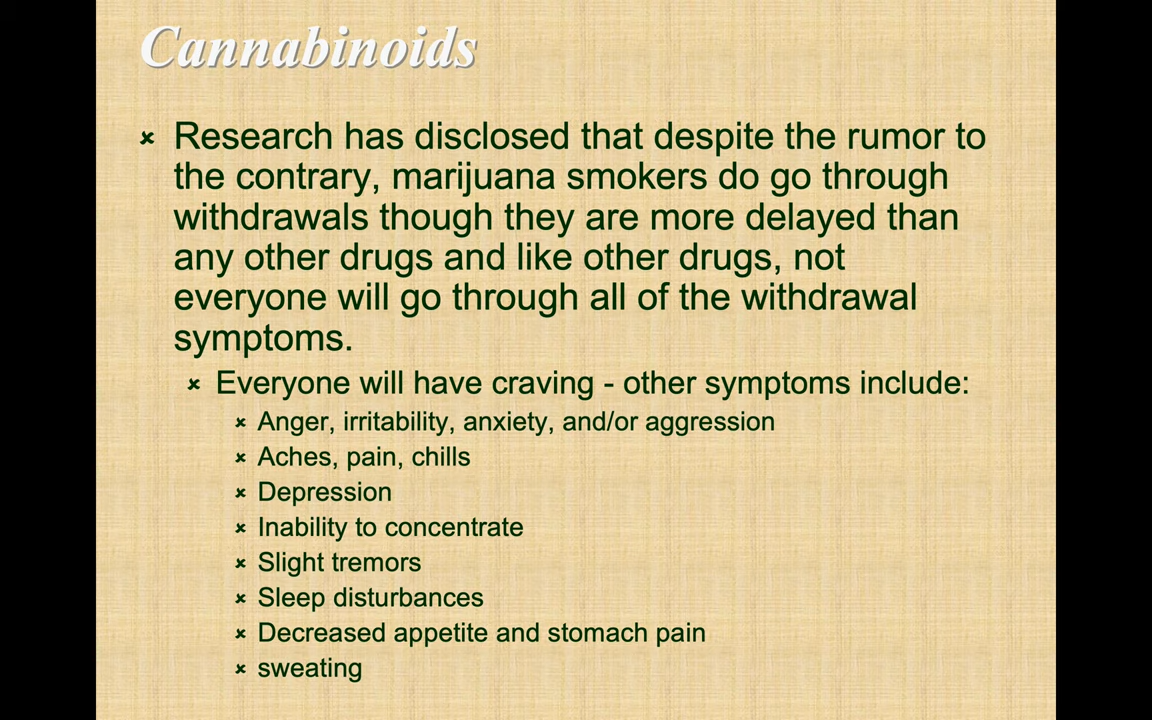 Cannabinoids
Research has disclosed that despite the rumor to
the contrary, marijuana smokers do go through
withdrawals though they are more delayed than
any other drugs and like other drugs, not
everyone will go through all of the withdrawal
symptoms.
Everyone will have craving - other symptoms include:
Anger, irritability, anxiety, and/or aggression
Aches, pain, chills
Depression
Inability to concentrate
Slight tremors
Sleep disturbances
Decreased appetite and stomach pain
sweating